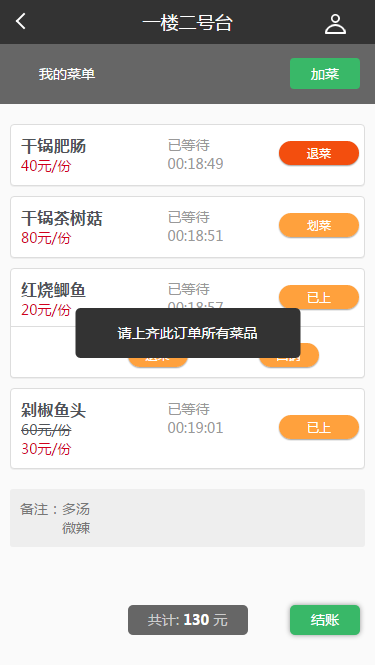 一楼二号台
我的菜单
加菜
干锅肥肠
40元/份
已等待
00:18:49
退菜
干锅茶树菇
80元/份
已等待
00:18:51
划菜
红烧鲫鱼
20元/份
已等待
00:18:57
已上
请上齐此订单所有菜品
剁椒鱼头
60元/份
30元/份
已等待
00:19:01
已上
备注：多汤
微辣
共计: 130 元
结账